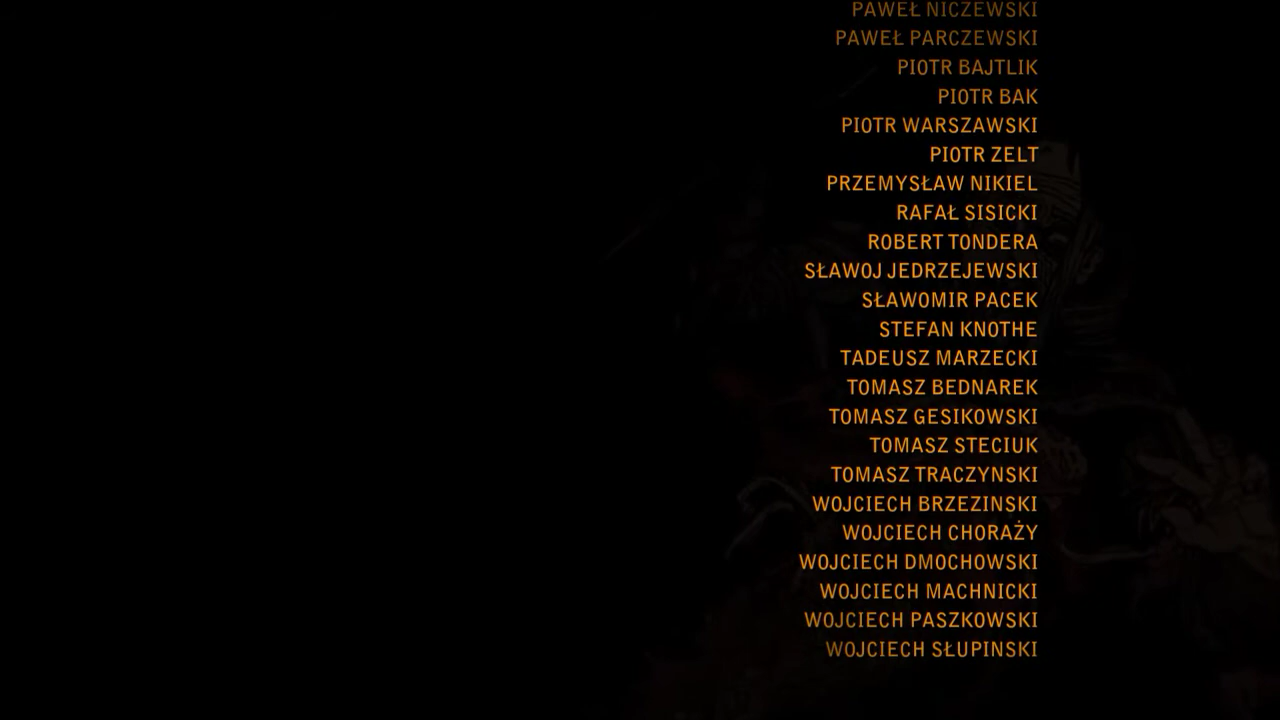 PAWEŁ NICZEWSKI
PAWEŁ PARCZEWSKI
PIOTR BAJTLIK
PIOTR BAK
PIOTR WARSZAWSKI
PIOTR ZELT
PRZEMYSŁAW NIKIEL
RAFAŁ SISICKI
ROBERT TONDERA
SŁAWOJ JEDRZEJEWSKI
SŁAWOMIR PACEK
STEFAN KNOTHE
TADEUSZ MARZECKI
TOMASZ BEDNAREK
TOMASZ GESIKOWSKI
TOMASZ STECIUK
TOMASZ TRACZYNSKI
WOJCIECH BRZEZINSKI
WOJCIECH CHORAŻY
WOJCIECH DMOCHOWSKI
WOJCIECH MACHNICKI
WOJCIECH PASZKOWSKI
WOJCIECH SŁUPINSKI